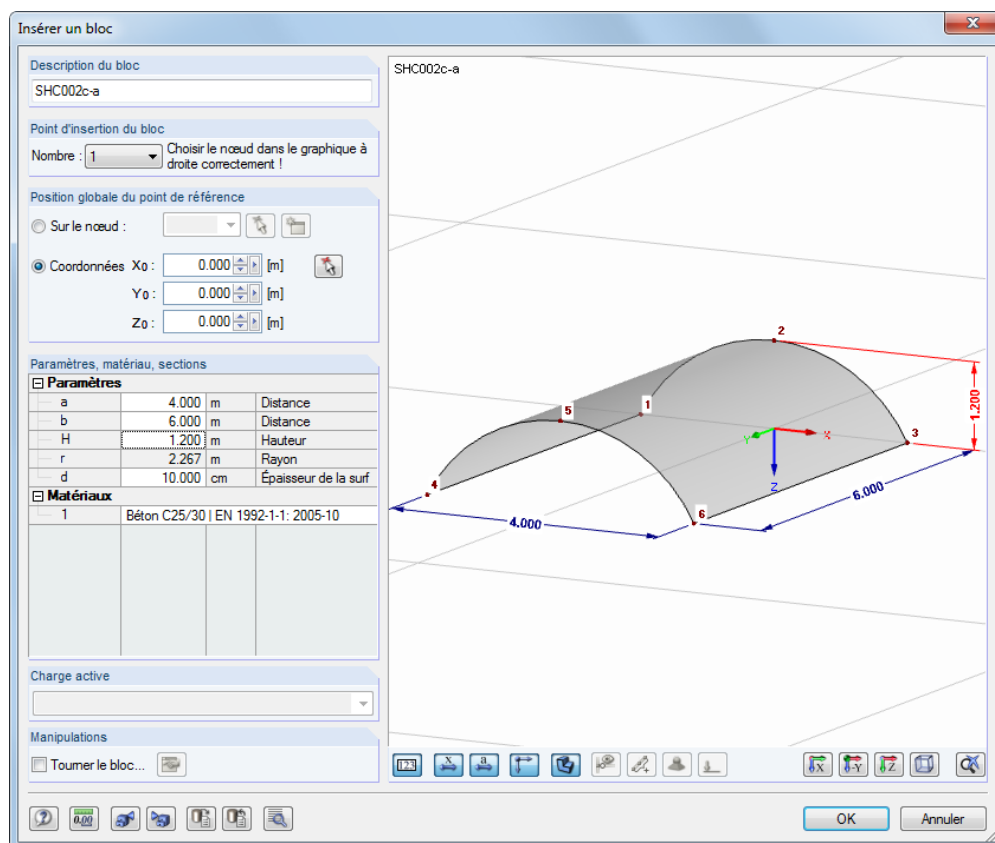 Insérer un bloc
Description du bloc
SHC002c-a
Point d'insertion du bloc
Nombre : 1
Choisir le nœud dans le graphique à
droite correctement !
Position globale du point de référence
Sur le nœud :
Coordonnées X0 : 0.000 [m]
Y0 : 0.000 [m]
Z0 : 0.000 [m]
Paramètres, matériau, sections
Paramètres
a 4.000 m Distance
b 6.000 m Distance
H 1.200 m Hauteur
r 2.267 m Rayon
d 10.000 cm Épaisseur de la surf
Matériaux
1 Béton C25/30 | EN 1992-1-1: 2005-10
Charge active
Manipulations
Tourner le bloc...
SHC002c-a
2
1.200
5
1
3
Y
X
Z
4
6.000
6
4.000
123
x
a
X
-Y
Z
0.00
OK
Annuler